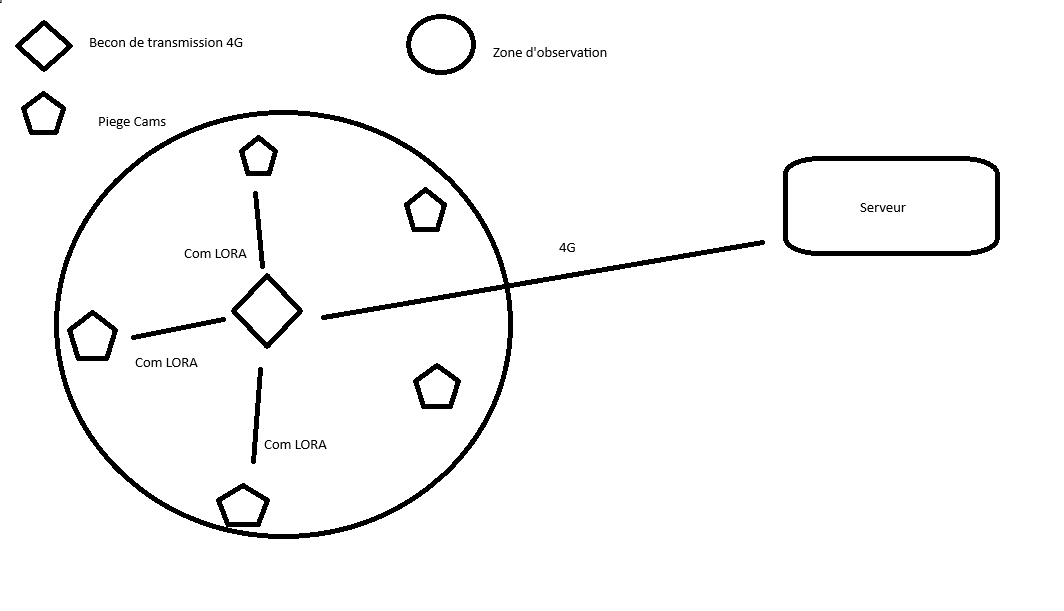 Becon de transmission 4G
Zone d'observation
Piege Cams
Serveur
4G
Com LORA
Com LORA
Com LORA